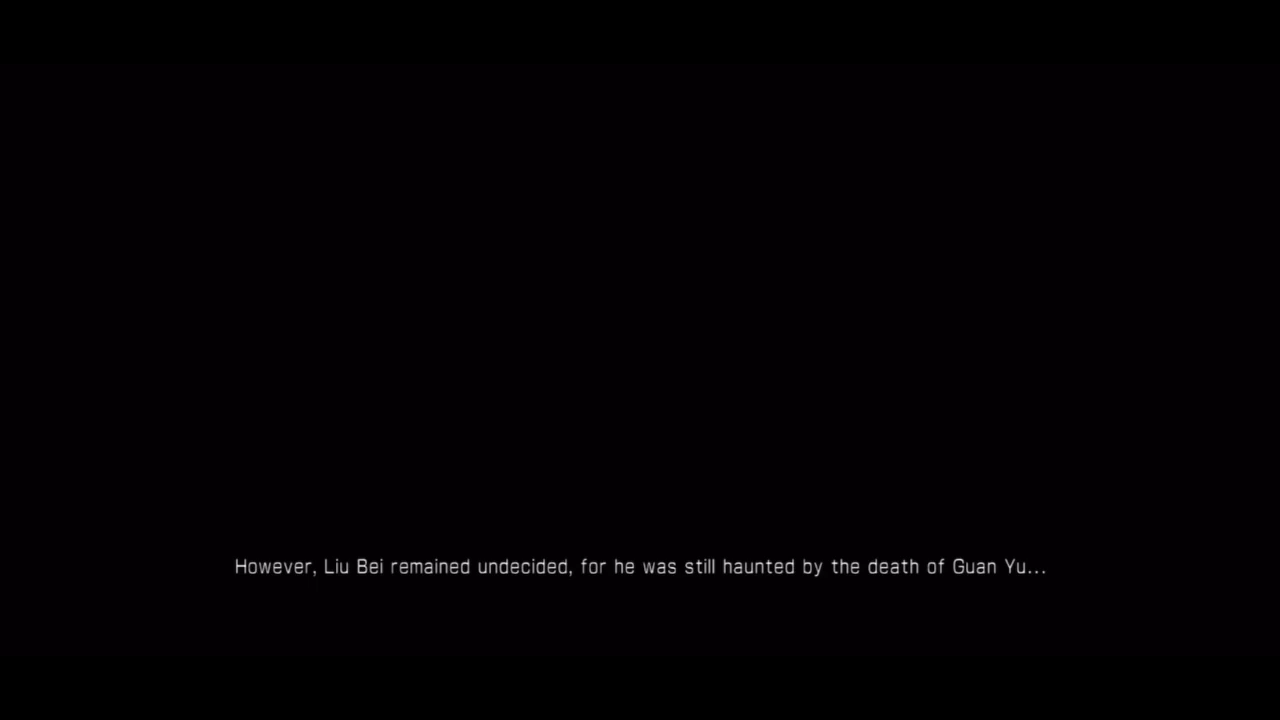 However, Liu Bei remained undecided, for he was still haunted by the death of Guan Yu...